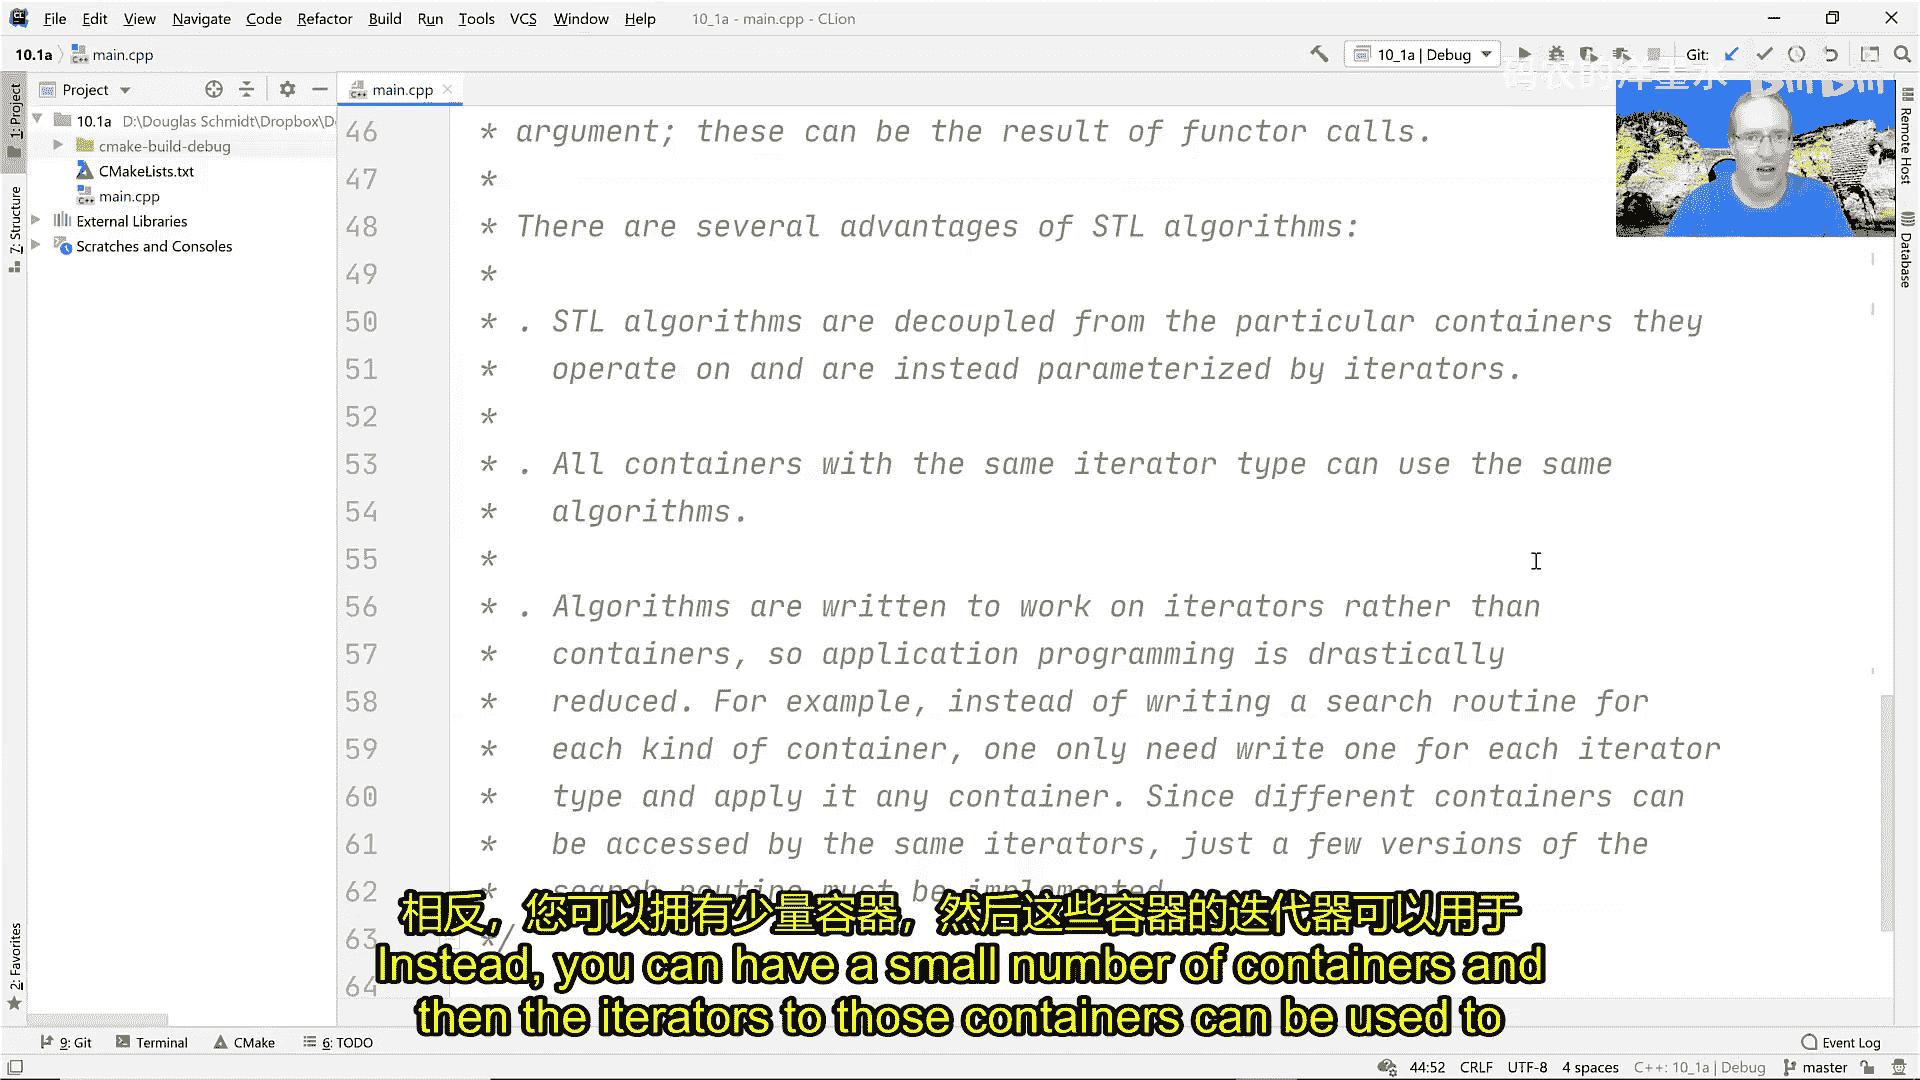 File Edit View Navigate Code Refactor Build Run Tools VCS Window Help 10_1a - main.cpp - CLion
10.1a main.cpp 10_1a | Debug Git:
码农的洋墨水
Project main.cpp
1: Project
7: Structure
2: Favorites
Remote Host
Database
10.1a D:\Douglas Schmidt\Dropbox\D
cmake-build-debug
CMakeLists.txt
main.cpp
External Libraries
Scratches and Consoles
46 * argument; these can be the result of functor calls.
47 *
48 * There are several advantages of STL algorithms:
49 *
50 * . STL algorithms are decoupled from the particular containers they
51 * operate on and are instead parameterized by iterators.
52 *
53 * . All containers with the same iterator type can use the same
54 * algorithms.
55 *
56 * . Algorithms are written to work on iterators rather than
57 * containers, so application programming is drastically
58 * reduced. For example, instead of writing a search routine for
59 * each kind of container, one only need write one for each iterator
60 * type and apply it any container. Since different containers can
61 * be accessed by the same iterators, just a few versions of the
62 * search routine must be implemented
63 */
64
相反，您可以拥有少量容器，然后这些容器的迭代器可以用于
Instead, you can have a small number of containers and
then the iterators to those containers can be used to
9: Git Terminal CMake 6: TODO Event Log
44:52 CRLF UTF-8 4 spaces C++: 10_1a | Debug master